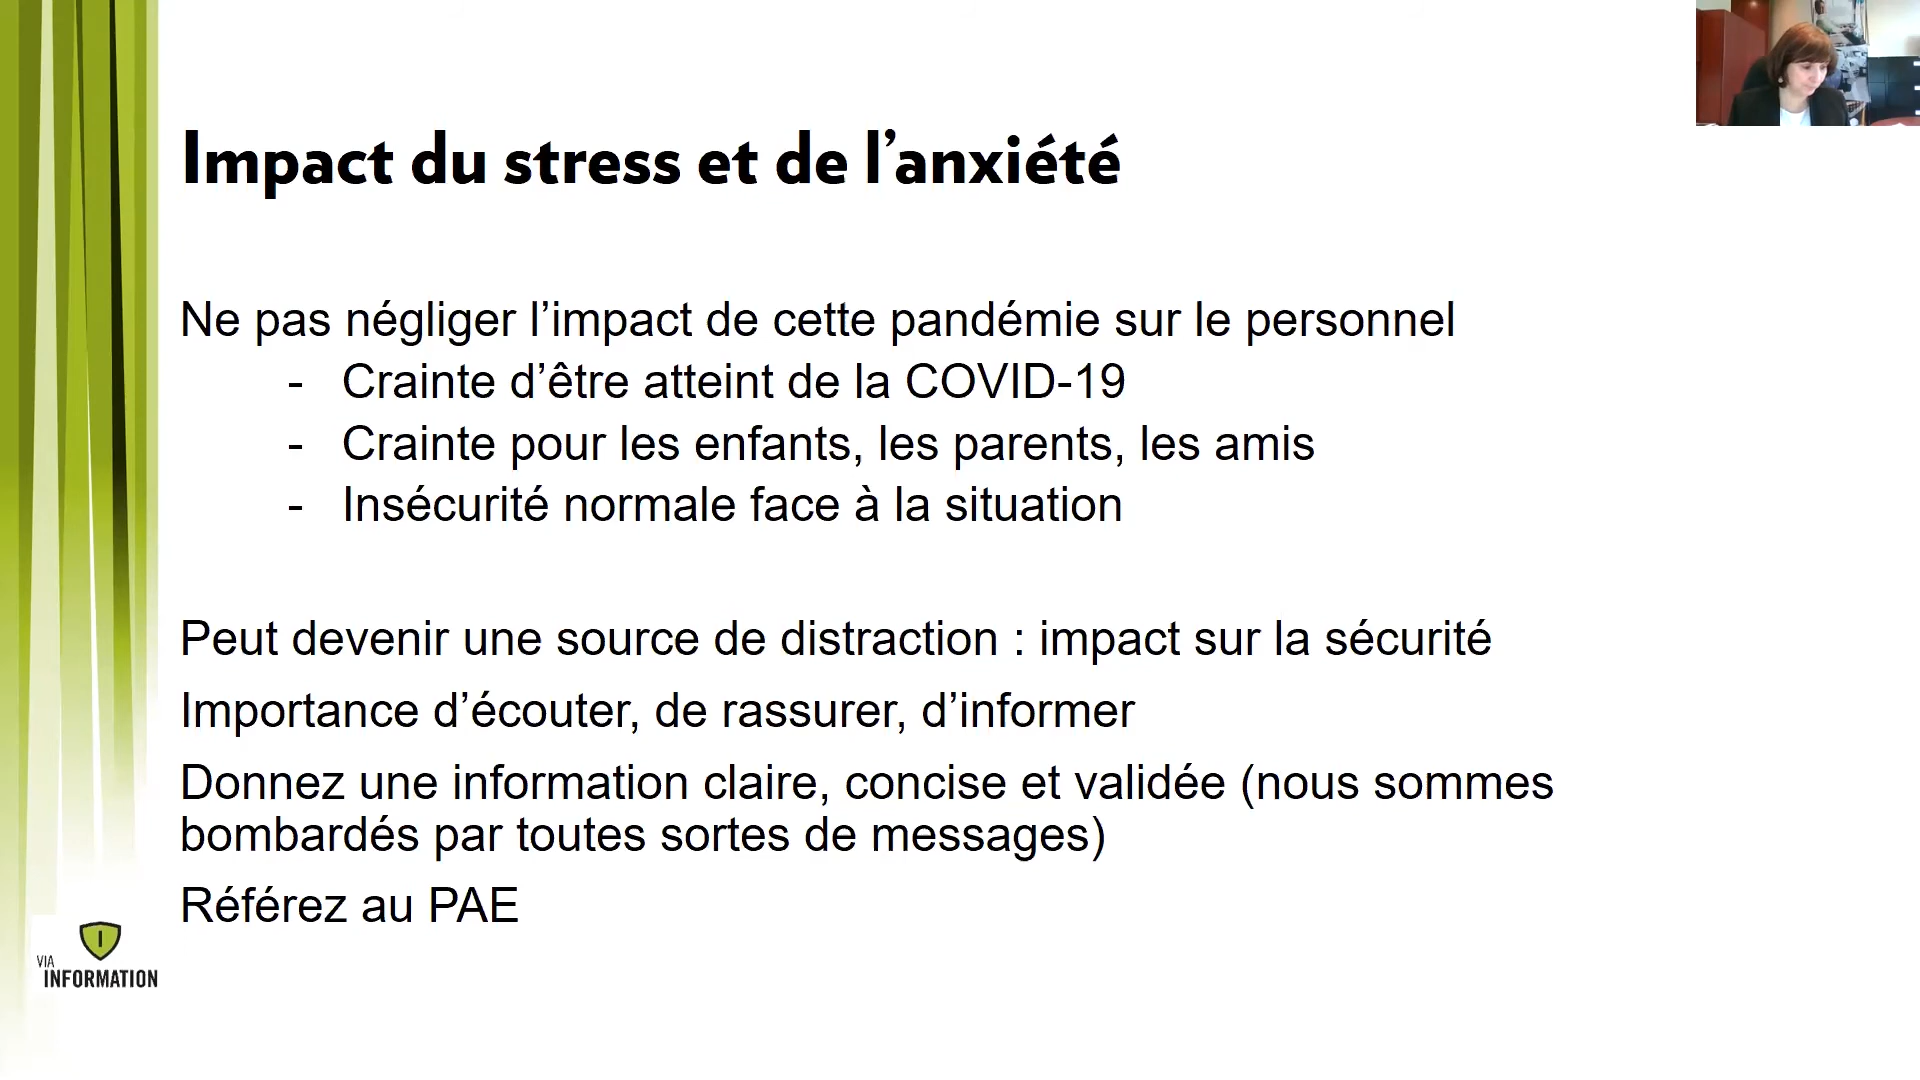 Impact du stress et de l’anxiété
Ne pas négliger l’impact de cette pandémie sur le personnel
- Crainte d’être atteint de la COVID-19
- Crainte pour les enfants, les parents, les amis
- Insécurité normale face à la situation
Peut devenir une source de distraction : impact sur la sécurité
Importance d’écouter, de rassurer, d’informer
Donnez une information claire, concise et validée (nous sommes
bombardés par toutes sortes de messages)
Référez au PAE
I
VIA
INFORMATION